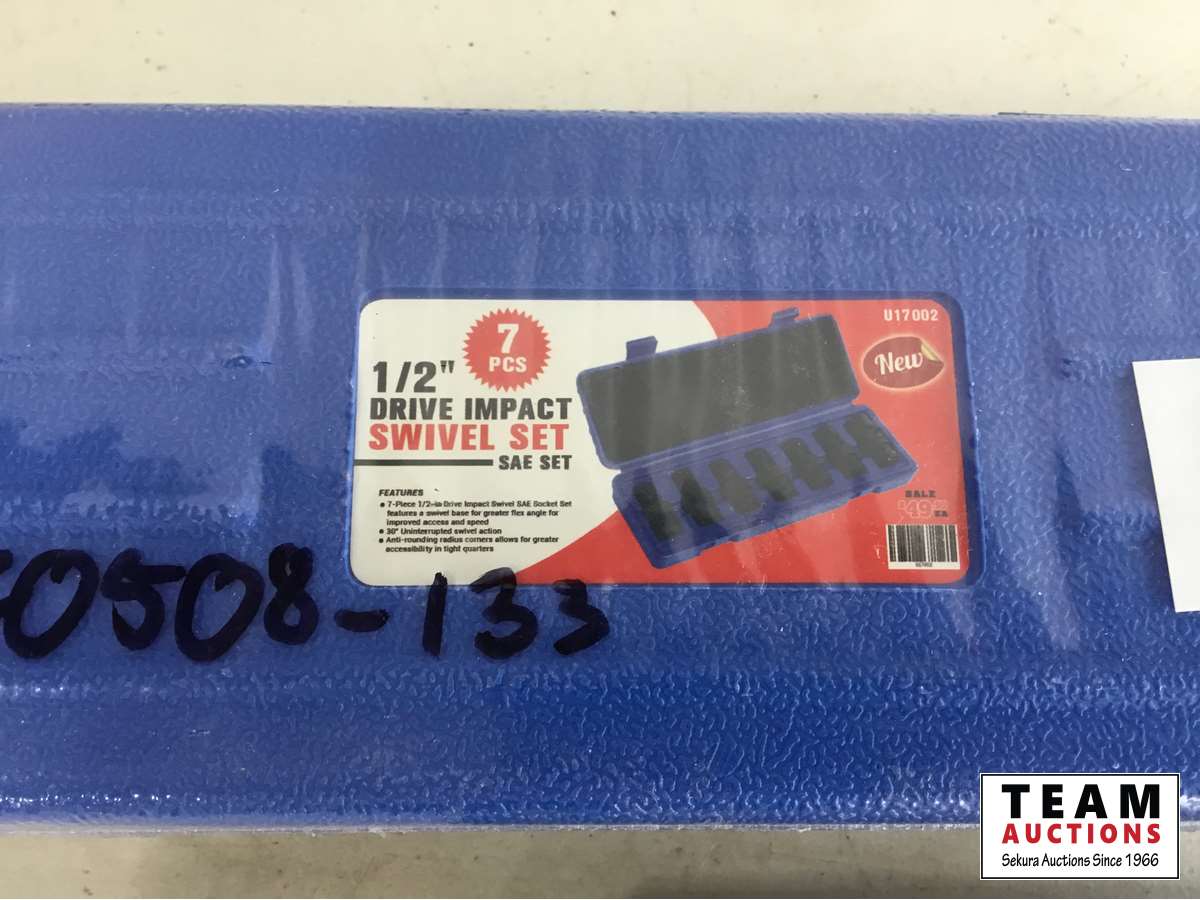 7
PCS
1/2"
DRIVE IMPACT
SWIVEL SET
SAE SET
FEATURES
● 7-Piece 1/2-in-Drive Impact Swivel SAE Socket Set
features a swivel base for greater flex angle for
improved access and speed
● 30° Uninterrupted swivel action
● Anti-rounding radius corners allows for greater
accessibility in tight quarters
U17002
New
SALE
$49
EA
0508-133
TEAM
AUCTIONS
Sekura Auctions Since 1966